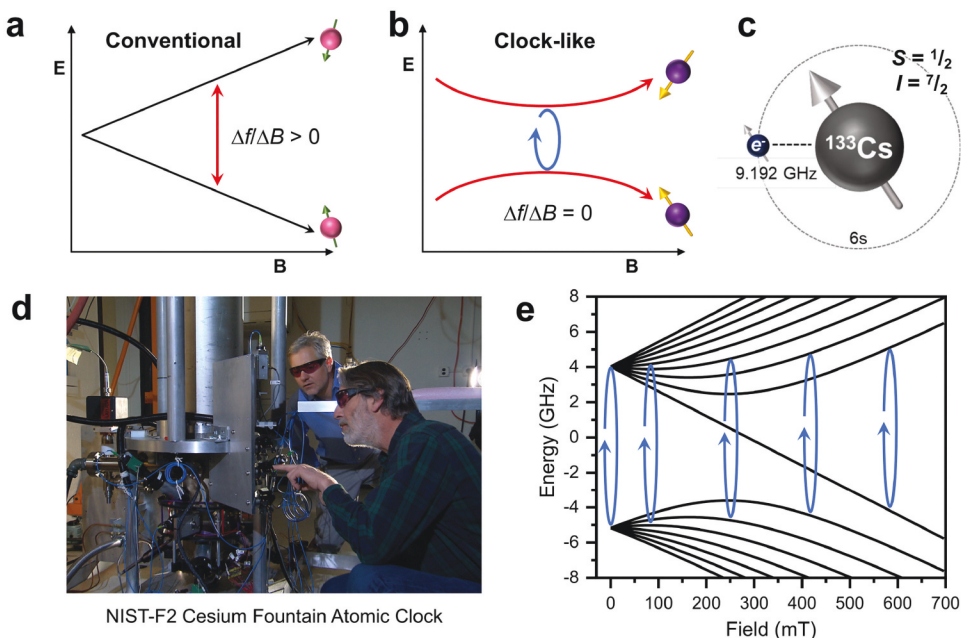 a
Conventional
E
Δf/ΔB > 0
B
b
Clock-like
E
Δf/ΔB = 0
B
c
S = 1/2
I = 7/2
e-
133Cs
9.192 GHz
6s
d
NIST-F2 Cesium Fountain Atomic Clock
e
Energy (GHz)
8
6
4
2
0
-2
-4
-6
-8
0 100 200 300 400 500 600 700
Field (mT)